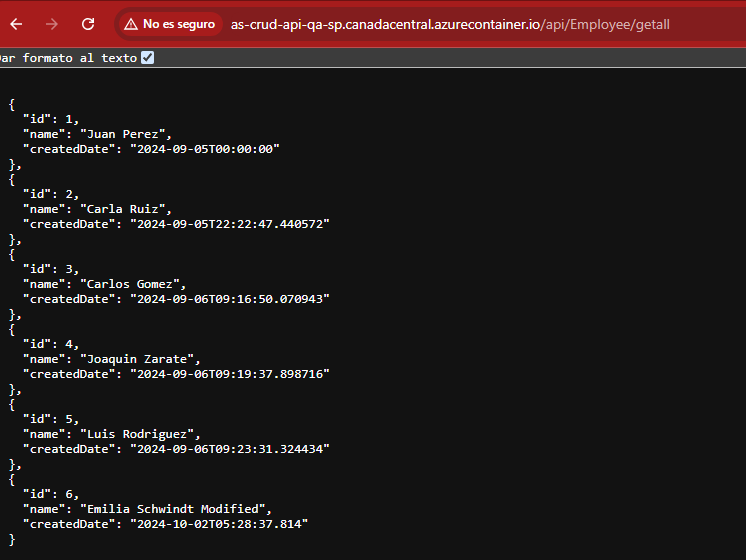 No es seguro as-crud-api-qa-sp.canadacentral.azurecontainer.io/api/Employee/getall
ar formato al texto
{
"id": 1,
"name": "Juan Perez",
"createdDate": "2024-09-05T00:00:00"
},
{
"id": 2,
"name": "Carla Ruiz",
"createdDate": "2024-09-05T22:22:47.440572"
},
{
"id": 3,
"name": "Carlos Gomez",
"createdDate": "2024-09-06T09:16:50.070943"
},
{
"id": 4,
"name": "Joaquin Zarate",
"createdDate": "2024-09-06T09:19:37.898716"
},
{
"id": 5,
"name": "Luis Rodriguez",
"createdDate": "2024-09-06T09:23:31.324434"
},
{
"id": 6,
"name": "Emilia Schwindt Modified",
"createdDate": "2024-10-02T05:28:37.814"
}